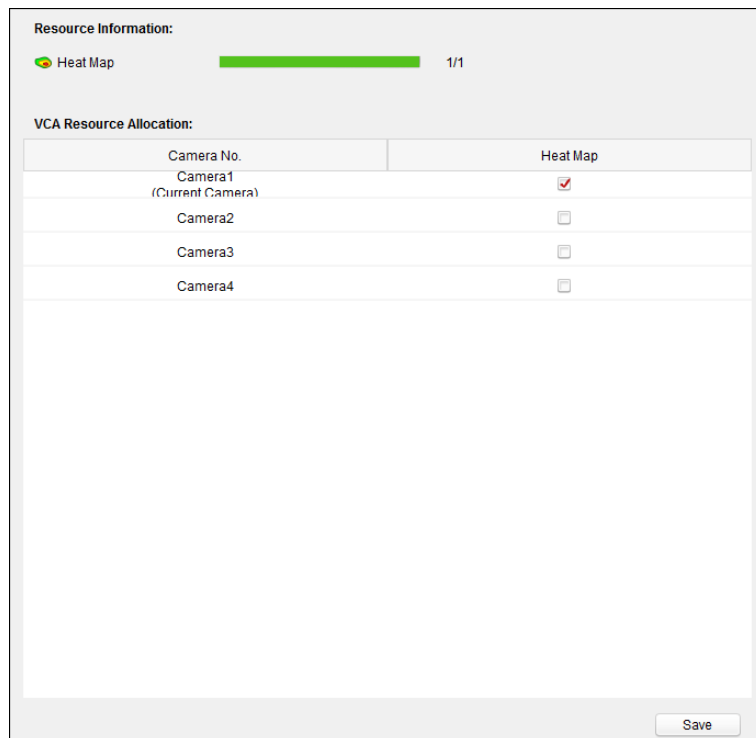 Resource Information:
Heat Map 1/1
VCA Resource Allocation:
Camera No. Heat Map
Camera1
(Current Camera)
Camera2
Camera3
Camera4
Save